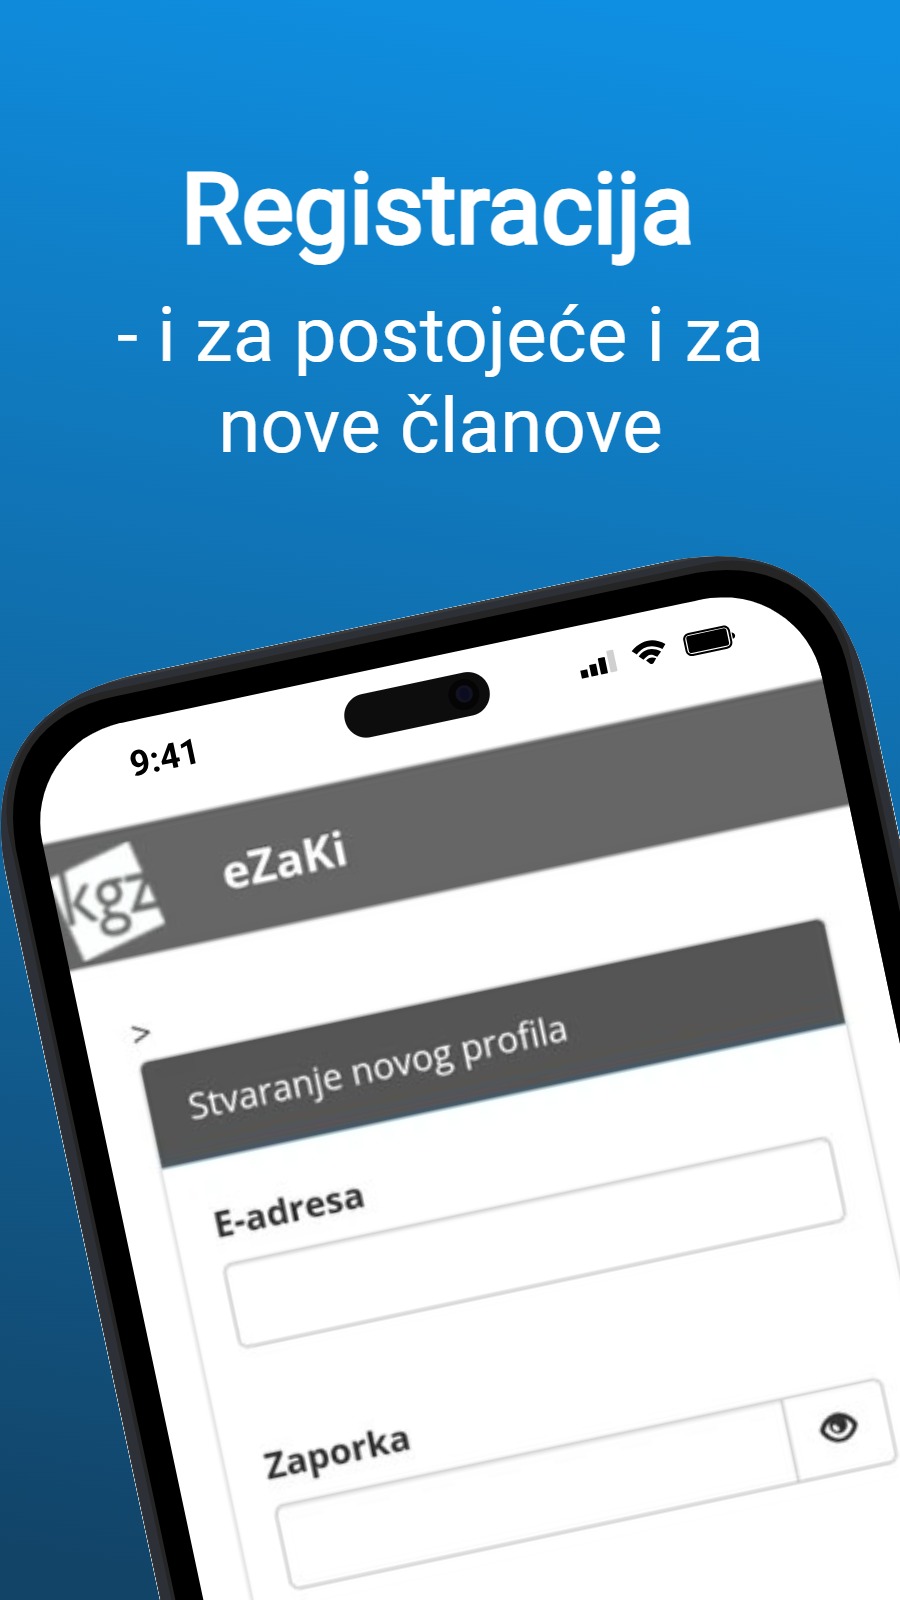 Registracija
- i za postojeće i za
nove članove
9:41
kgz
eZaKi
>
Stvaranje novog profila
E-adresa
Zaporka